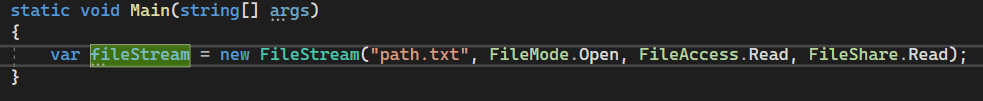 static void Main(string[] args)
{
var fileStream = new FileStream("path.txt", FileMode.Open, FileAccess.Read, FileShare.Read);
}